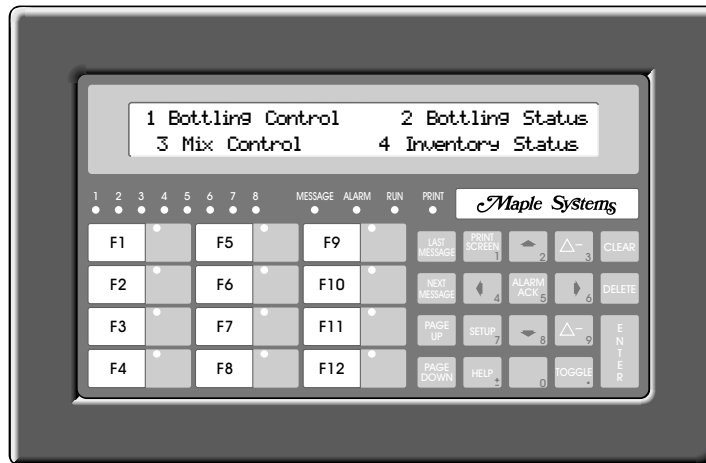 1 Bottling Control 2 Bottling Status
3 Mix Control 4 Inventory Status
1 2 3 4 5 6 7 8 MESSAGE ALARM RUN PRINT
Maple Systems
F1 F5 F9
LAST MESSAGE
PRINT SCREEN 1
2
△− 3
CLEAR
F2 F6 F10
NEXT MESSAGE
4
ALARM ACK 5
6
DELETE
F3 F7 F11
PAGE UP
SETUP 7
8
△− 9
ENTER
F4 F8 F12
PAGE DOWN
HELP ±
0
TOGGLE .